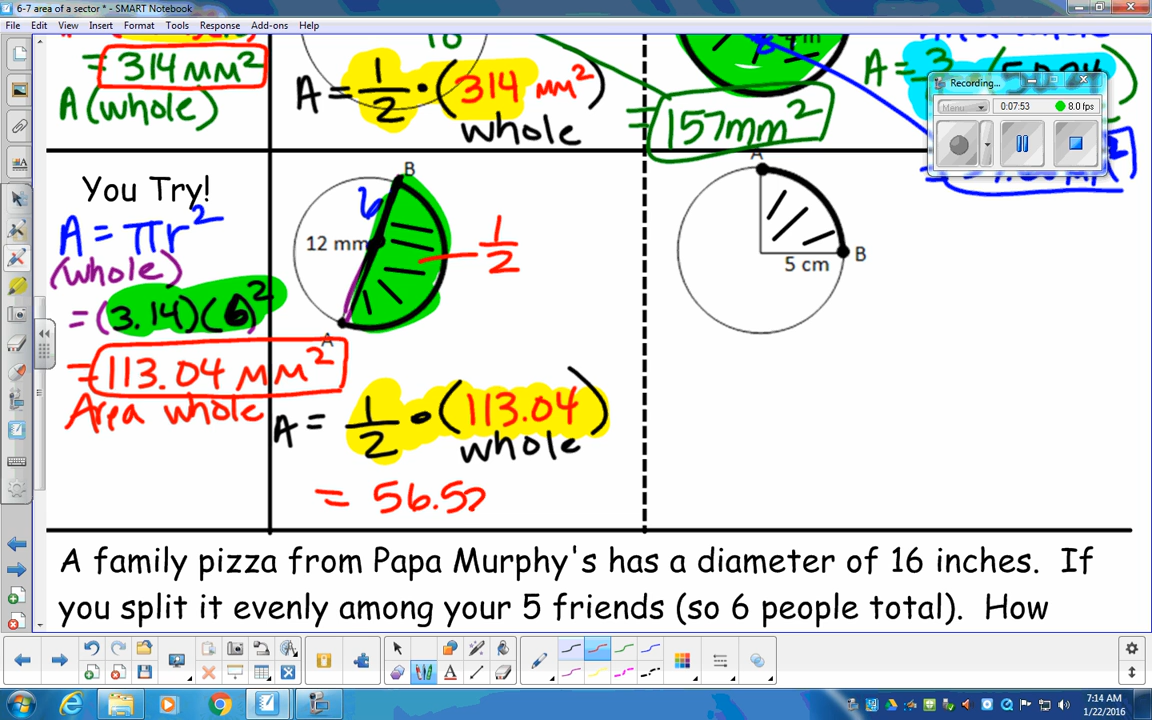 6-7 area of a sector * - SMART Notebook
File Edit View Insert Format Tools Response Add-ons Help
= 314 mm²
A (whole)
10
A = 1/2 · (314 mm²)
whole
= 157mm²
A = 3
Recording...
Menu
00:07:53
8.0 fps
You Try!
A = πr²
(whole)
= (3.14)(6)²
= 113.04 mm²
Area whole
B
6
12 mm
A
1/2
A = 1/2 · (113.04)
whole
= 56.52
A
B
5 cm
A family pizza from Papa Murphy's has a diameter of 16 inches. If
you split it evenly among your 5 friends (so 6 people total). How
7:14 AM
1/22/2016